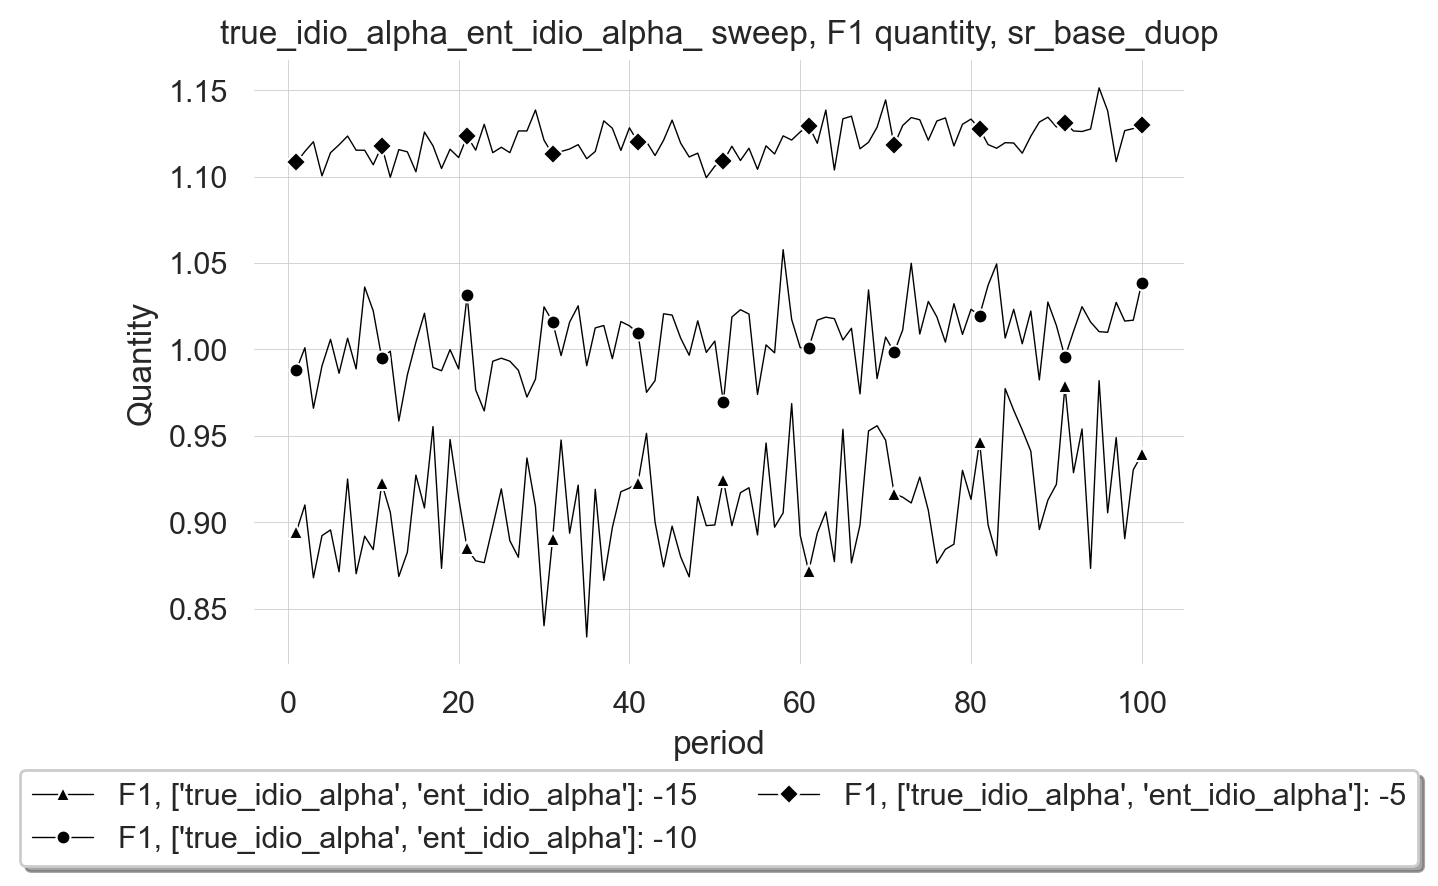 true_idio_alpha_ent_idio_alpha_ sweep, F1 quantity, sr_base_duop
1.15
1.10
1.05
1.00
0.95
0.90
0.85
Quantity
0 20 40 60 80 100
period
F1, ['true_idio_alpha', 'ent_idio_alpha']: -15
F1, ['true_idio_alpha', 'ent_idio_alpha']: -10
F1, ['true_idio_alpha', 'ent_idio_alpha']: -5